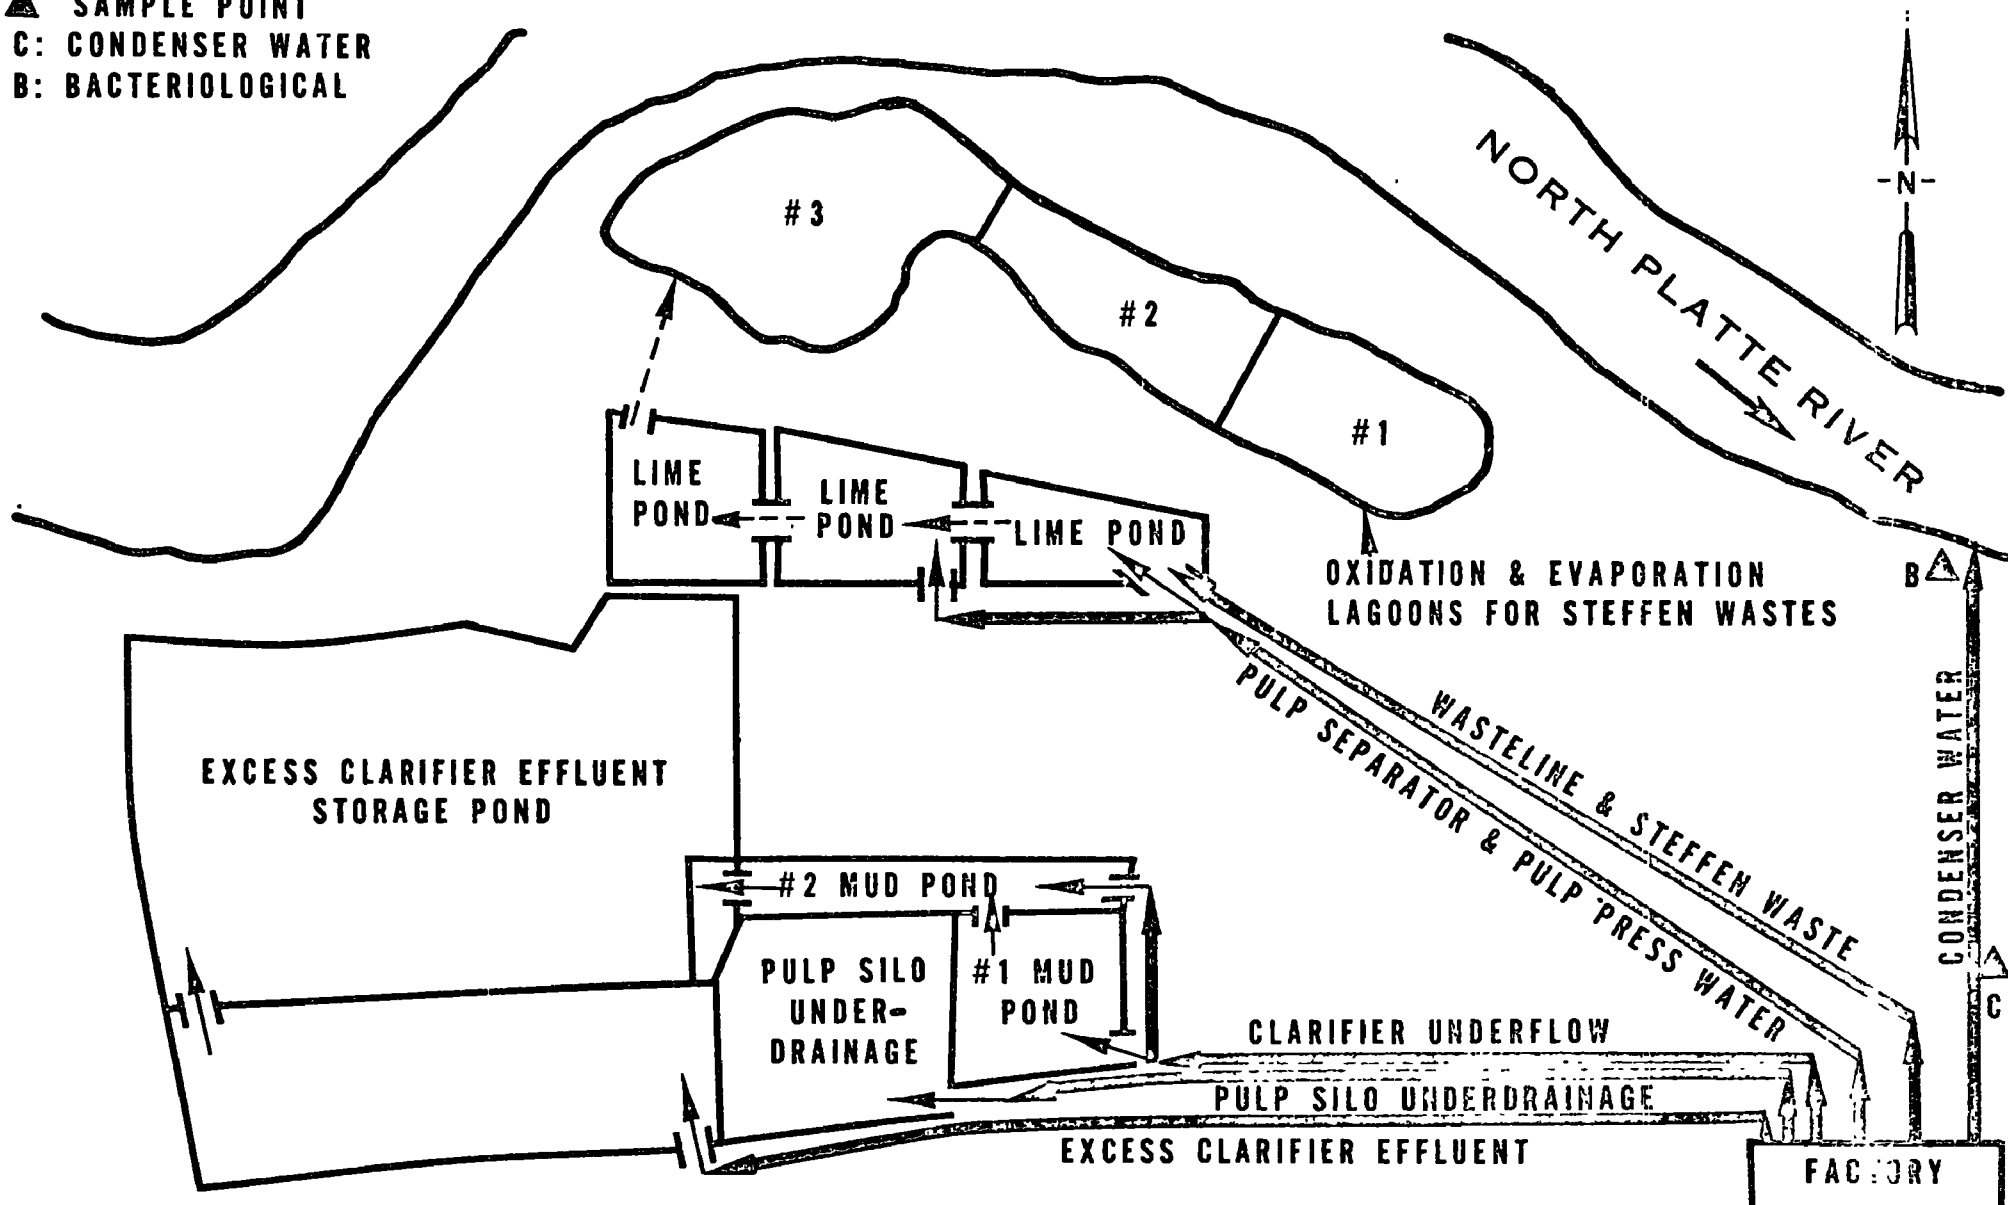 SAMPLE POINT
C: CONDENSER WATER
B: BACTERIOLOGICAL
-N-
NORTH PLATTE RIVER
#3
#2
#1
LIME
POND
LIME
POND
LIME POND
OXIDATION & EVAPORATION
LAGOONS FOR STEFFEN WASTES
B
WASTELINE & STEFFEN WASTE
PULP SEPARATOR & PULP PRESS WATER
CONDENSER WATER
C
EXCESS CLARIFIER EFFLUENT
STORAGE POND
#2 MUD POND
PULP SILO
UNDER-
DRAINAGE
#1 MUD
POND
CLARIFIER UNDERFLOW
PULP SILO UNDERDRAINAGE
EXCESS CLARIFIER EFFLUENT
FACTORY